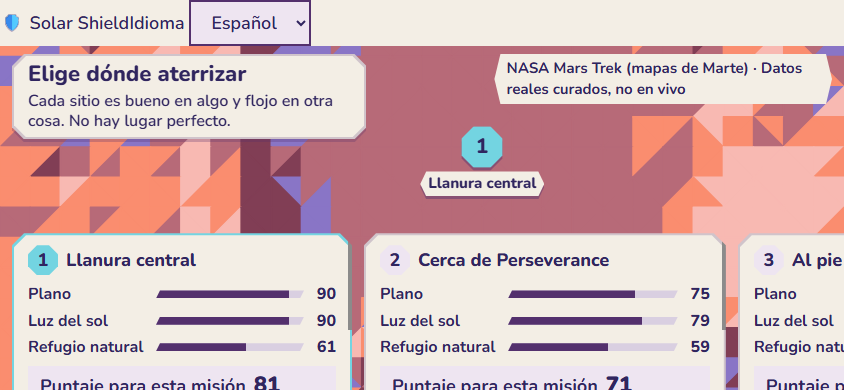 Solar Shield Idioma Español
Elige dónde aterrizar
Cada sitio es bueno en algo y flojo en otra
cosa. No hay lugar perfecto.
NASA Mars Trek (mapas de Marte) · Datos
reales curados, no en vivo
1
Llanura central
1 Llanura central
Plano 90
Luz del sol 90
Refugio natural 61
Puntaje para esta misión 81
2 Cerca de Perseverance
Plano 75
Luz del sol 79
Refugio natural 59
Puntaje para esta misión 71
3 Al pie
Plano
Luz del sol
Refugio natu